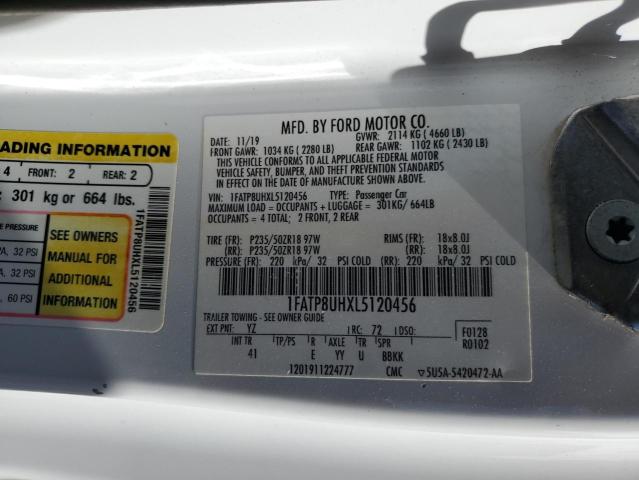 ADING INFORMATION
4 FRONT: 2 REAR: 2
: 301 kg or 664 lbs.
PRESSURE
PA, 32 PSI
A, 32 PSI
, 60 PSI
SEE OWNERS
MANUAL FOR
ADDITIONAL
INFORMATION
1FATP8UHXL5120456
MFD. BY FORD MOTOR CO.
DATE: 11/19 GVWR: 2114 KG ( 4660 LB)
FRONT GAWR: 1034 KG ( 2280 LB) REAR GAWR: 1102 KG ( 2430 LB)
THIS VEHICLE CONFORMS TO ALL APPLICABLE FEDERAL MOTOR
VEHICLE SAFETY, BUMPER, AND THEFT PREVENTION STANDARDS
IN EFFECT ON THE DATE OF MANUFACTURE SHOWN ABOVE.
VIN: 1FATP8UHXL5120456 TYPE: Passenger Car
MAXIMUM LOAD = OCCUPANTS + LUGGAGE = 301KG/ 664LB
OCCUPANTS = 4 TOTAL; 2 FRONT, 2 REAR
TIRE (FR): P235/50ZR18 97W RIMS (FR): 18x8.0J
(RR): P235/50ZR18 97W (RR): 18x8.0J
PRESSURE (FR): 220 kPa/ 32 PSI COLD (RR): 220 kPa/ 32 PSI COLD
1FATP8UHXL5120456
TRAILER TOWING - SEE OWNER GUIDE
EXT PNT: YZ RC: 72 DSO: F0128
R0102
INT TR TP/PS R AXLE TR SPR
41 E YY U BBKK
1201911224777 CMC 5U5A-5420472-AA